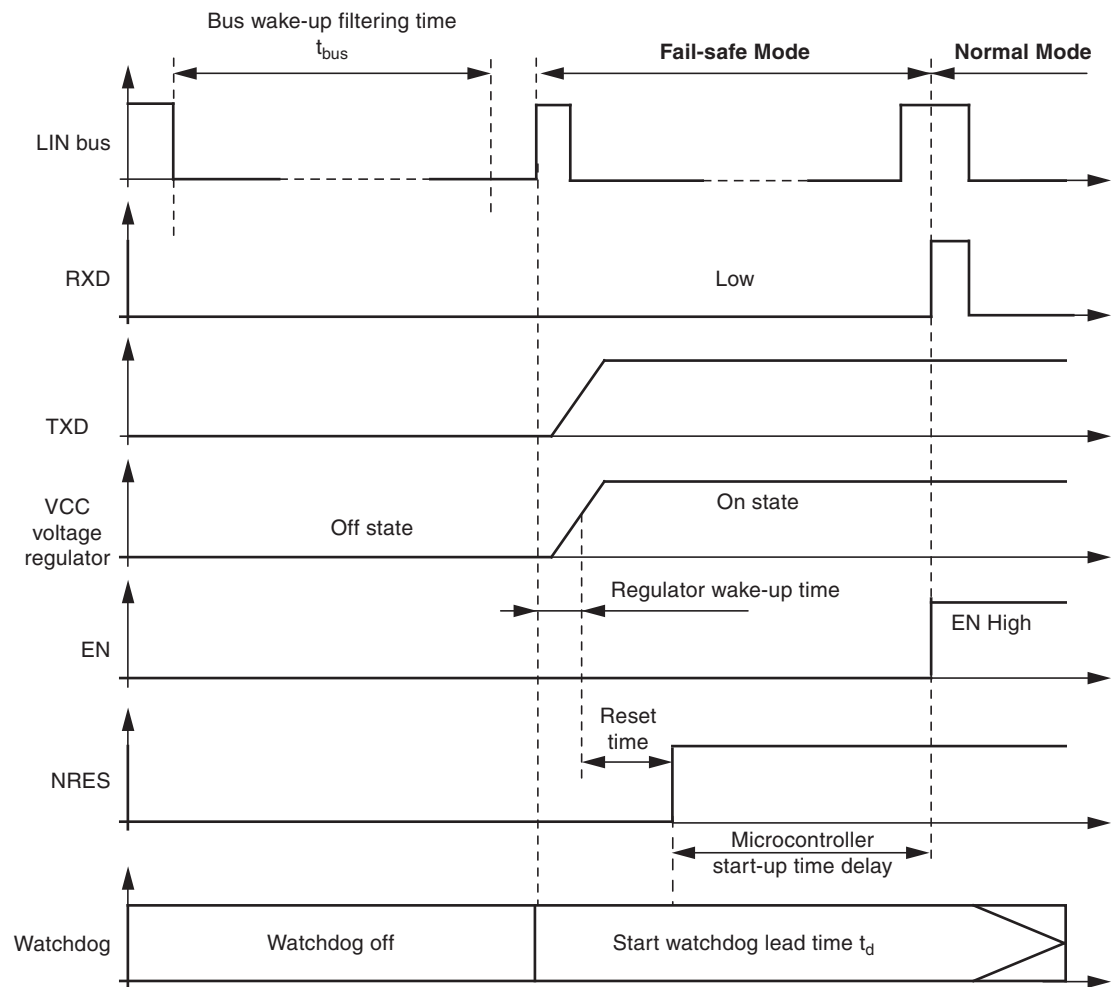 Bus wake-up filtering time
t_bus
Fail-safe Mode
Normal Mode
LIN bus
RXD
Low
TXD
VCC
voltage
regulator
Off state
On state
Regulator wake-up time
EN
EN High
Reset
time
NRES
Microcontroller
start-up time delay
Watchdog
Watchdog off
Start watchdog lead time t_d